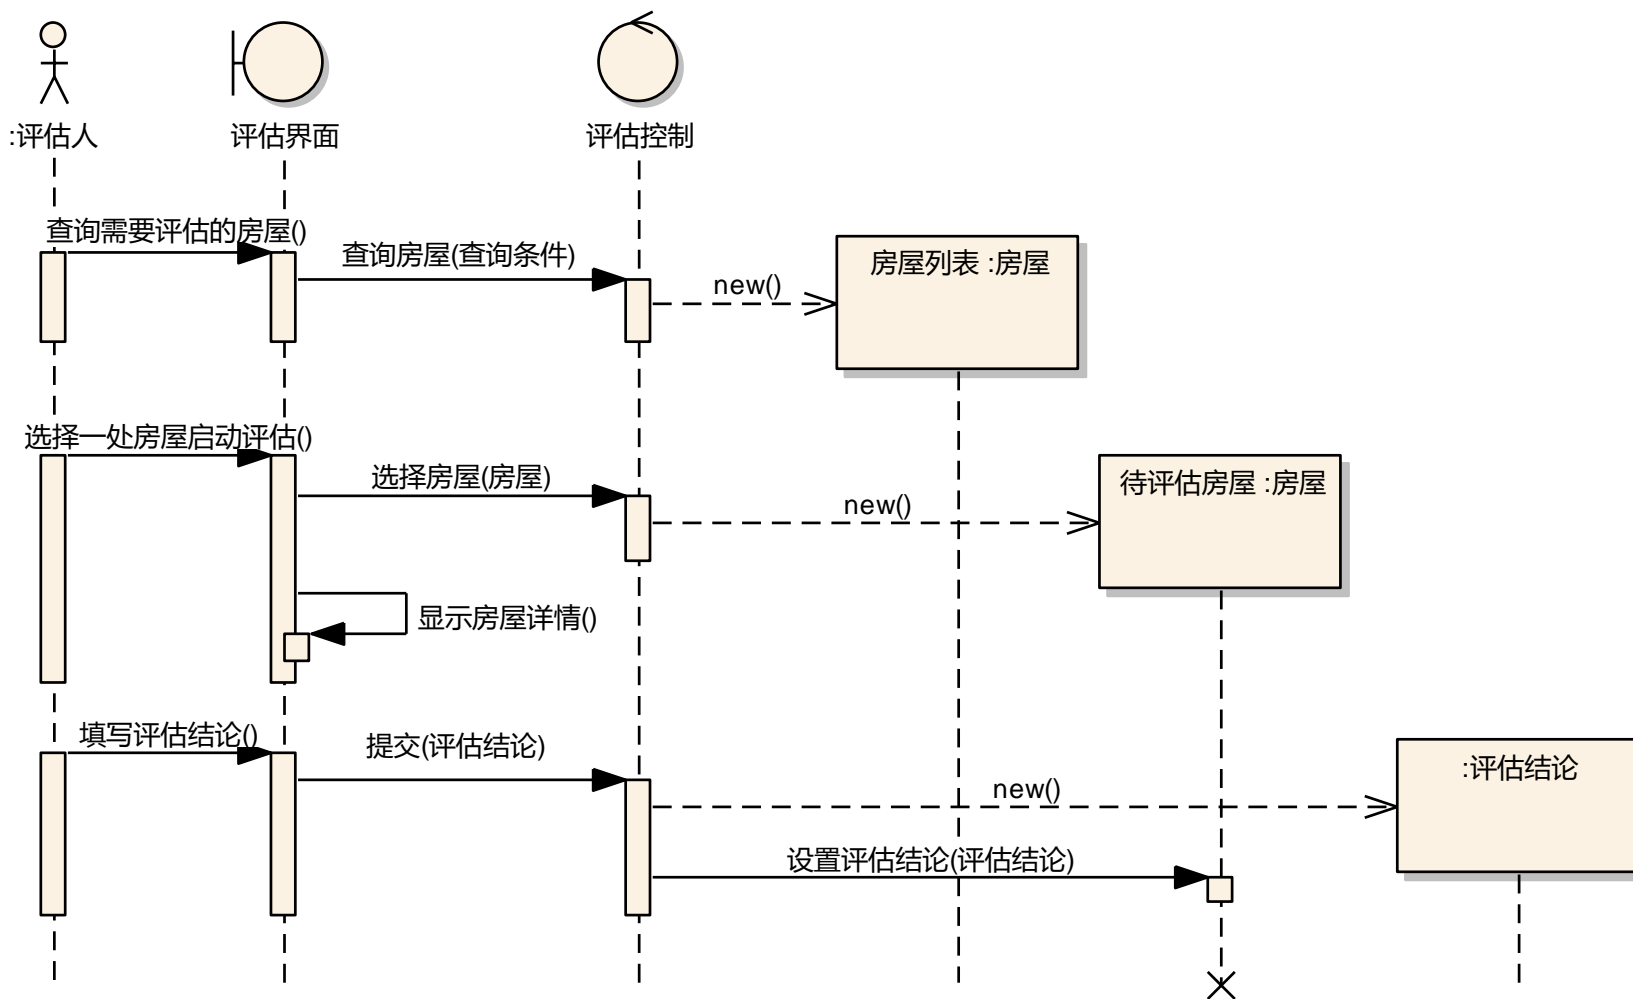 :评估人
评估界面
评估控制
查询需要评估的房屋()
查询房屋(查询条件)
new()
房屋列表 :房屋
选择一处房屋启动评估()
选择房屋(房屋)
new()
待评估房屋 :房屋
显示房屋详情()
填写评估结论()
提交(评估结论)
new()
:评估结论
设置评估结论(评估结论)